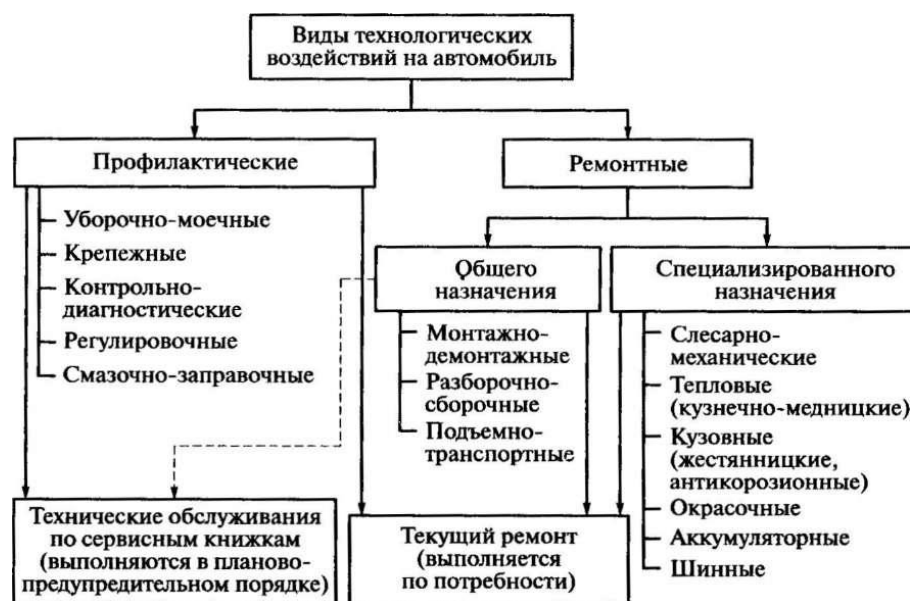 Виды технологических
воздействий на автомобиль
Профилактические
Ремонтные
Уборочно-моечные
Крепежные
Контрольно-
диагностические
Регулировочные
Смазочно-заправочные
Общего
назначения
Монтажно-
демонтажные
Разборочно-
сборочные
Подъемно-
транспортные
Специализированного
назначения
Слесарно-
механические
Тепловые
(кузнечно-медницкие)
Кузовные
(жестянницкие,
антикорозионные)
Окрасочные
Аккумуляторные
Шинные
Технические обслуживания
по сервисным книжкам
(выполняются в планово-
предупредительном порядке)
Текущий ремонт
(выполняется
по потребности)